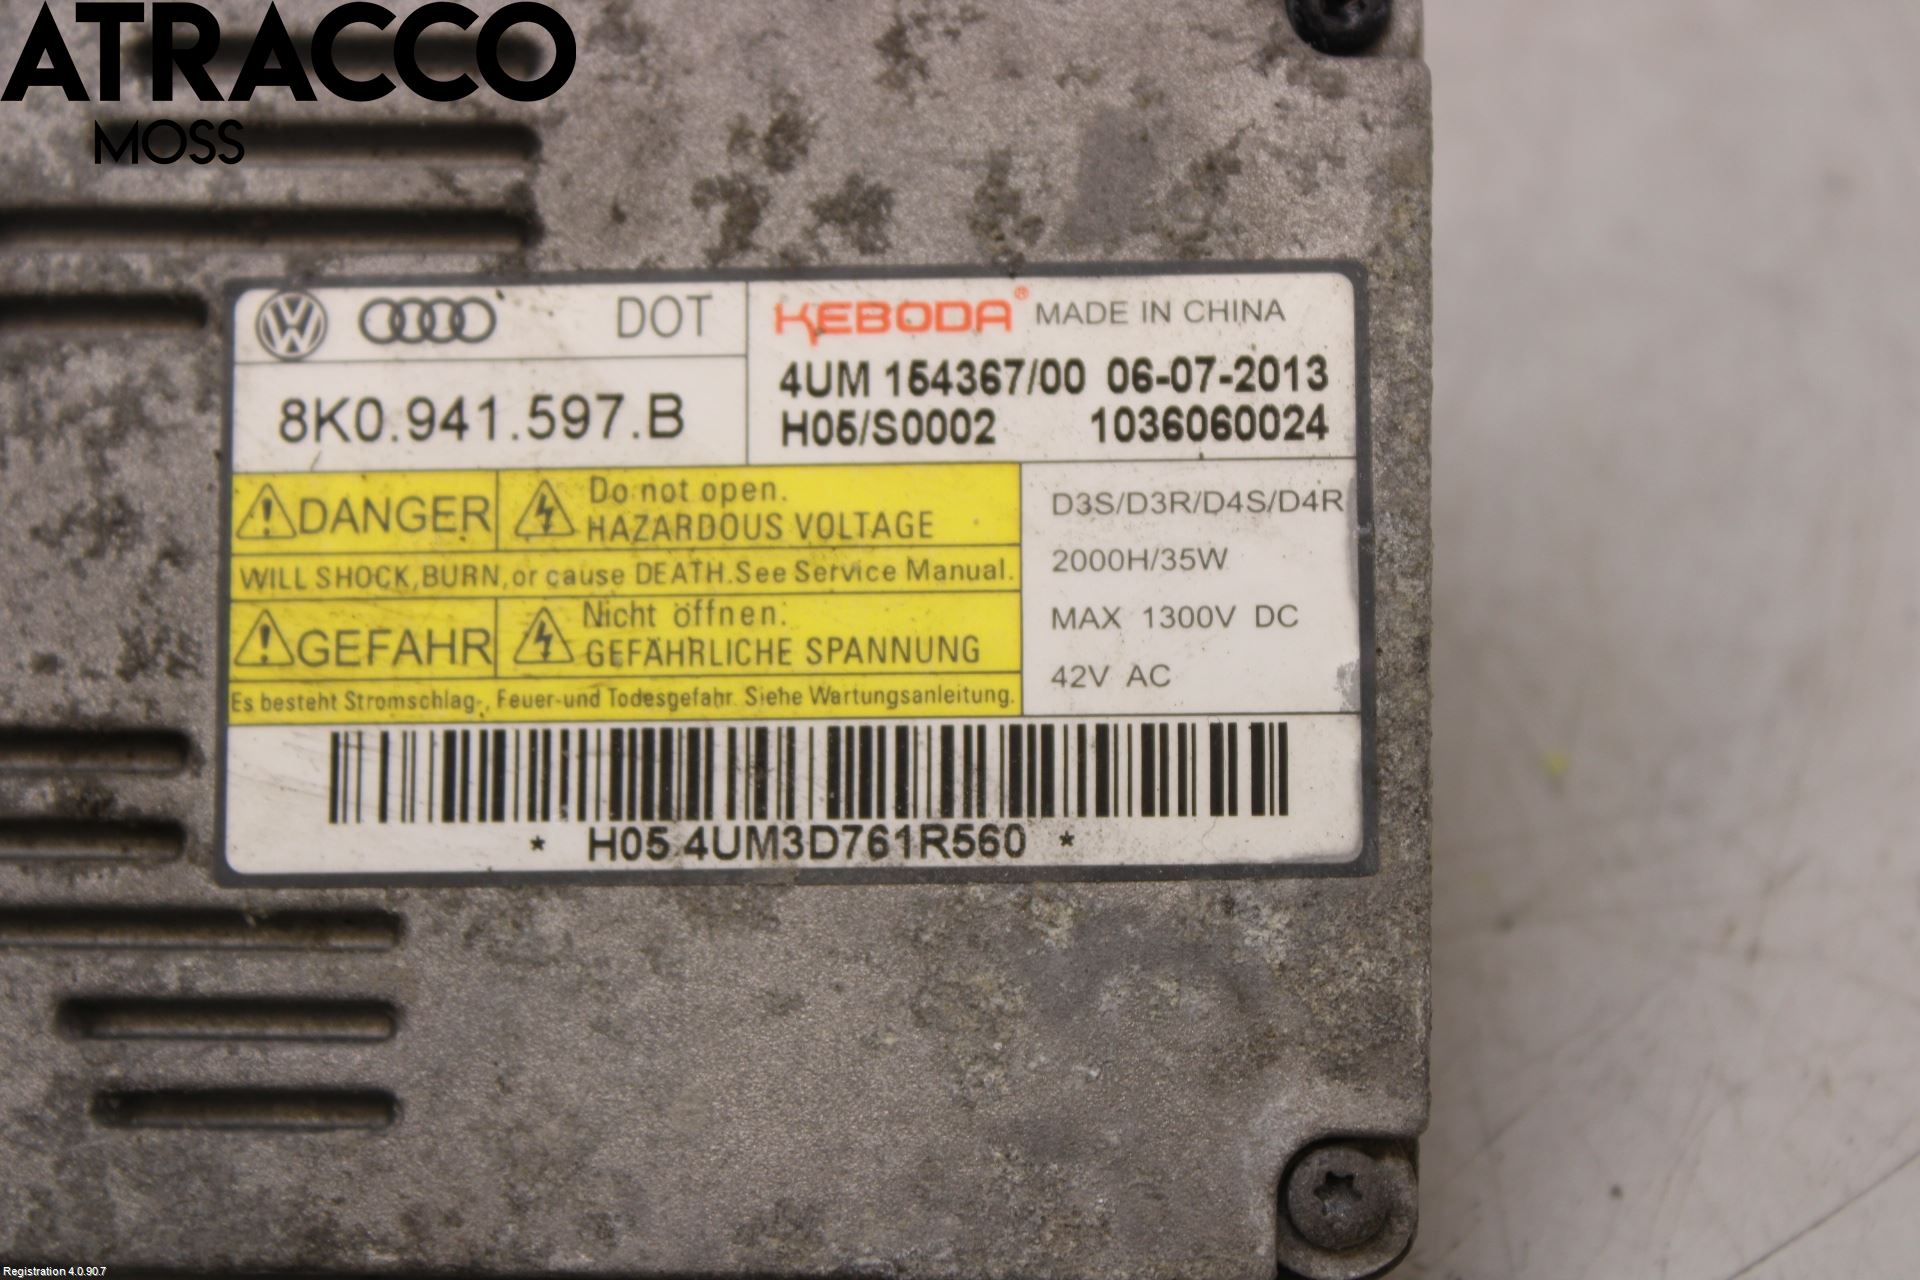 ATRACCO
MOSS
DOT
8K0.941.597.B
KEBODA® MADE IN CHINA
4UM 154367/00 06-07-2013
H05/S0002 1036060024
DANGER
Do not open.
HAZARDOUS VOLTAGE
WILL SHOCK, BURN, or cause DEATH. See Service Manual.
GEFAHR
Nicht öffnen.
GEFÄHRLICHE SPANNUNG
Es besteht Stromschlag-, Feuer-und Todesgefahr. Siehe Wartungsanleitung.
D3S/D3R/D4S/D4R
2000H/35W
MAX 1300V DC
42V AC
* H05 4UM3D761R560 *
Registration 4.0.90.7